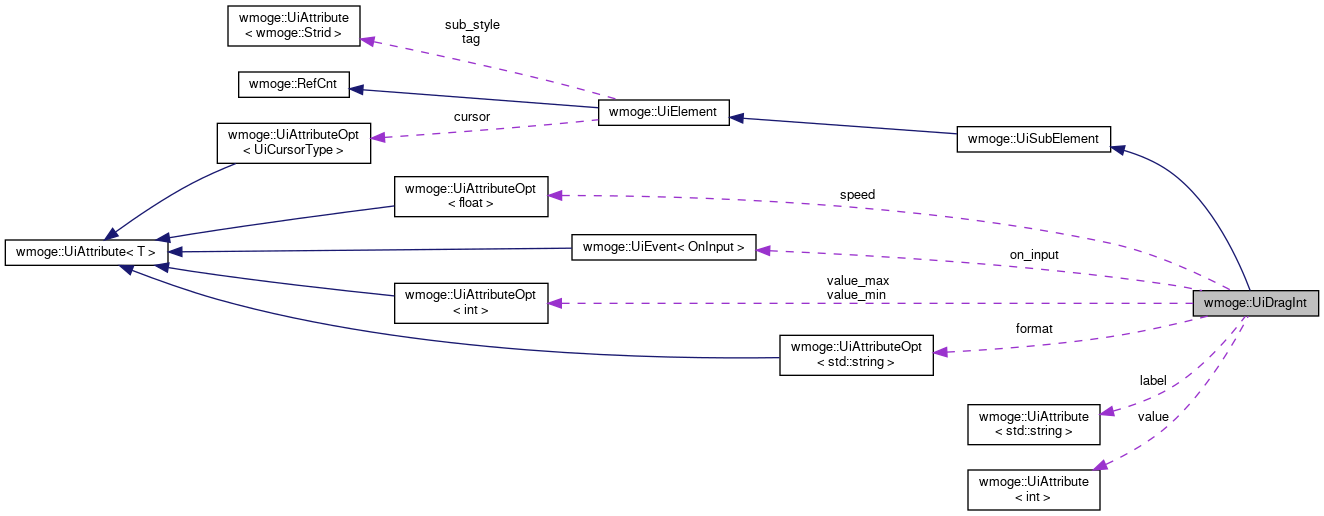 wmoge::UiAttribute
< wmoge::Strid >
sub_style
tag
wmoge::RefCnt
wmoge::UiElement
cursor
wmoge::UiAttributeOpt
< UiCursorType >
wmoge::UiSubElement
wmoge::UiAttributeOpt
< float >
speed
wmoge::UiAttribute< T >
wmoge::UiEvent< OnInput >
on_input
wmoge::UiAttributeOpt
< int >
value_max
value_min
wmoge::UiDragInt
format
wmoge::UiAttributeOpt
< std::string >
label
wmoge::UiAttribute
< std::string >
value
wmoge::UiAttribute
< int >